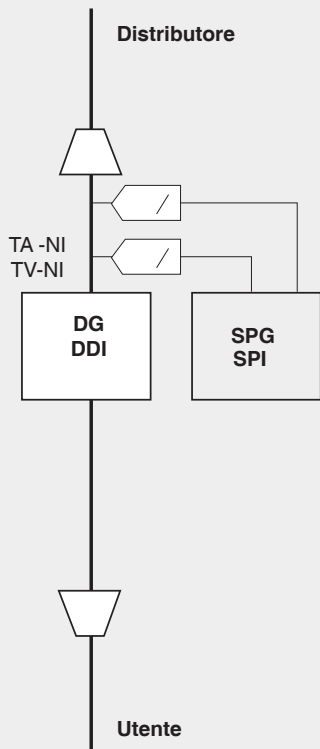 Distributore
TA -NI
TV-NI
DG
DDI
SPG
SPI
Utente